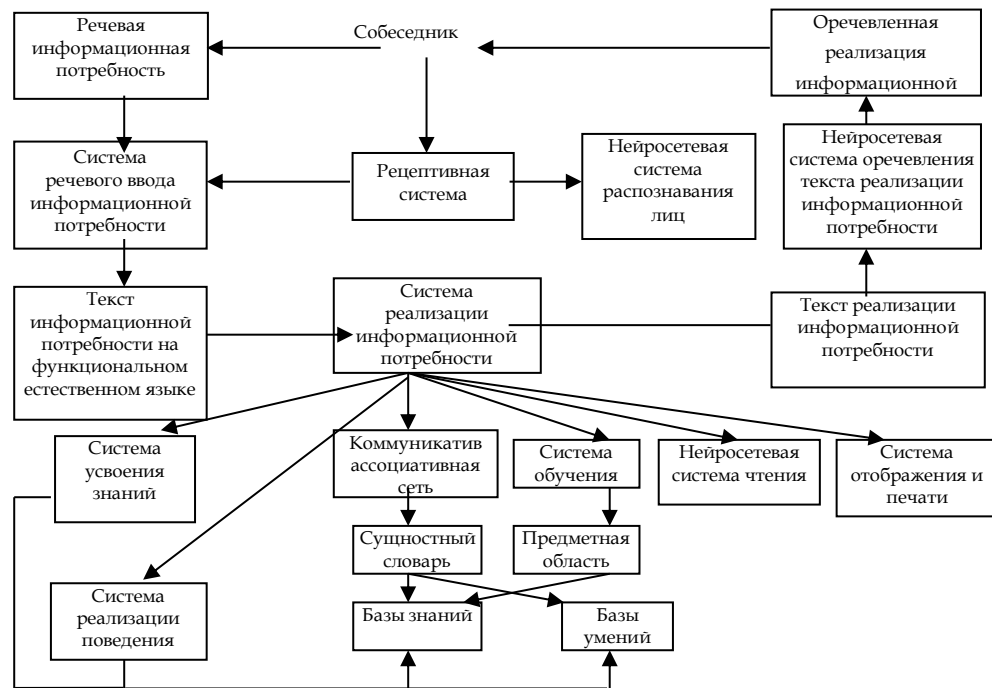 Речевая
информационная
потребность
Собеседник
Оречевленная
реализация
информационной
Система
речевого ввода
информационной
потребности
Рецептивная
система
Нейросетевая
система
распознавания
лиц
Нейросетевая
система оречевления
текста реализации
информационной
потребности
Текст
информационной
потребности на
функциональном
естественном языке
Система
реализации
информационной
потребности
Текст реализации
информационной
потребности
Система
усвоения
знаний
Коммуникатив
ассоциативная
сеть
Система
обучения
Нейросетевая
система чтения
Система
отображения и
печати
Сущностный
словарь
Предметная
область
Система
реализации
поведения
Базы знаний
Базы
умений